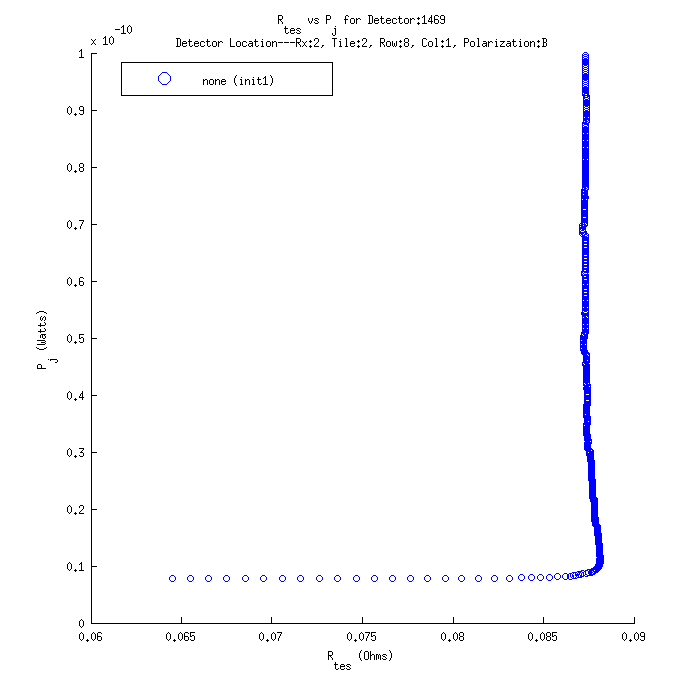 R_tes vs P_j for Detector:1469
Detector Location---Rx:2, Tile:2, Row:8, Col:1, Polarization:B
x 10^-10
none (init1)
1
0.9
0.8
0.7
0.6
0.5
0.4
0.3
0.2
0.1
0
P_j (Watts)
0.06 0.065 0.07 0.075 0.08 0.085 0.09
R_tes (Ohms)